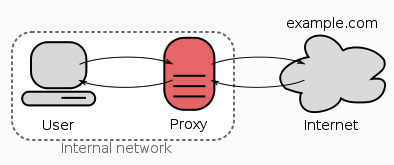 example.com
User
Proxy
Internet
Internal network